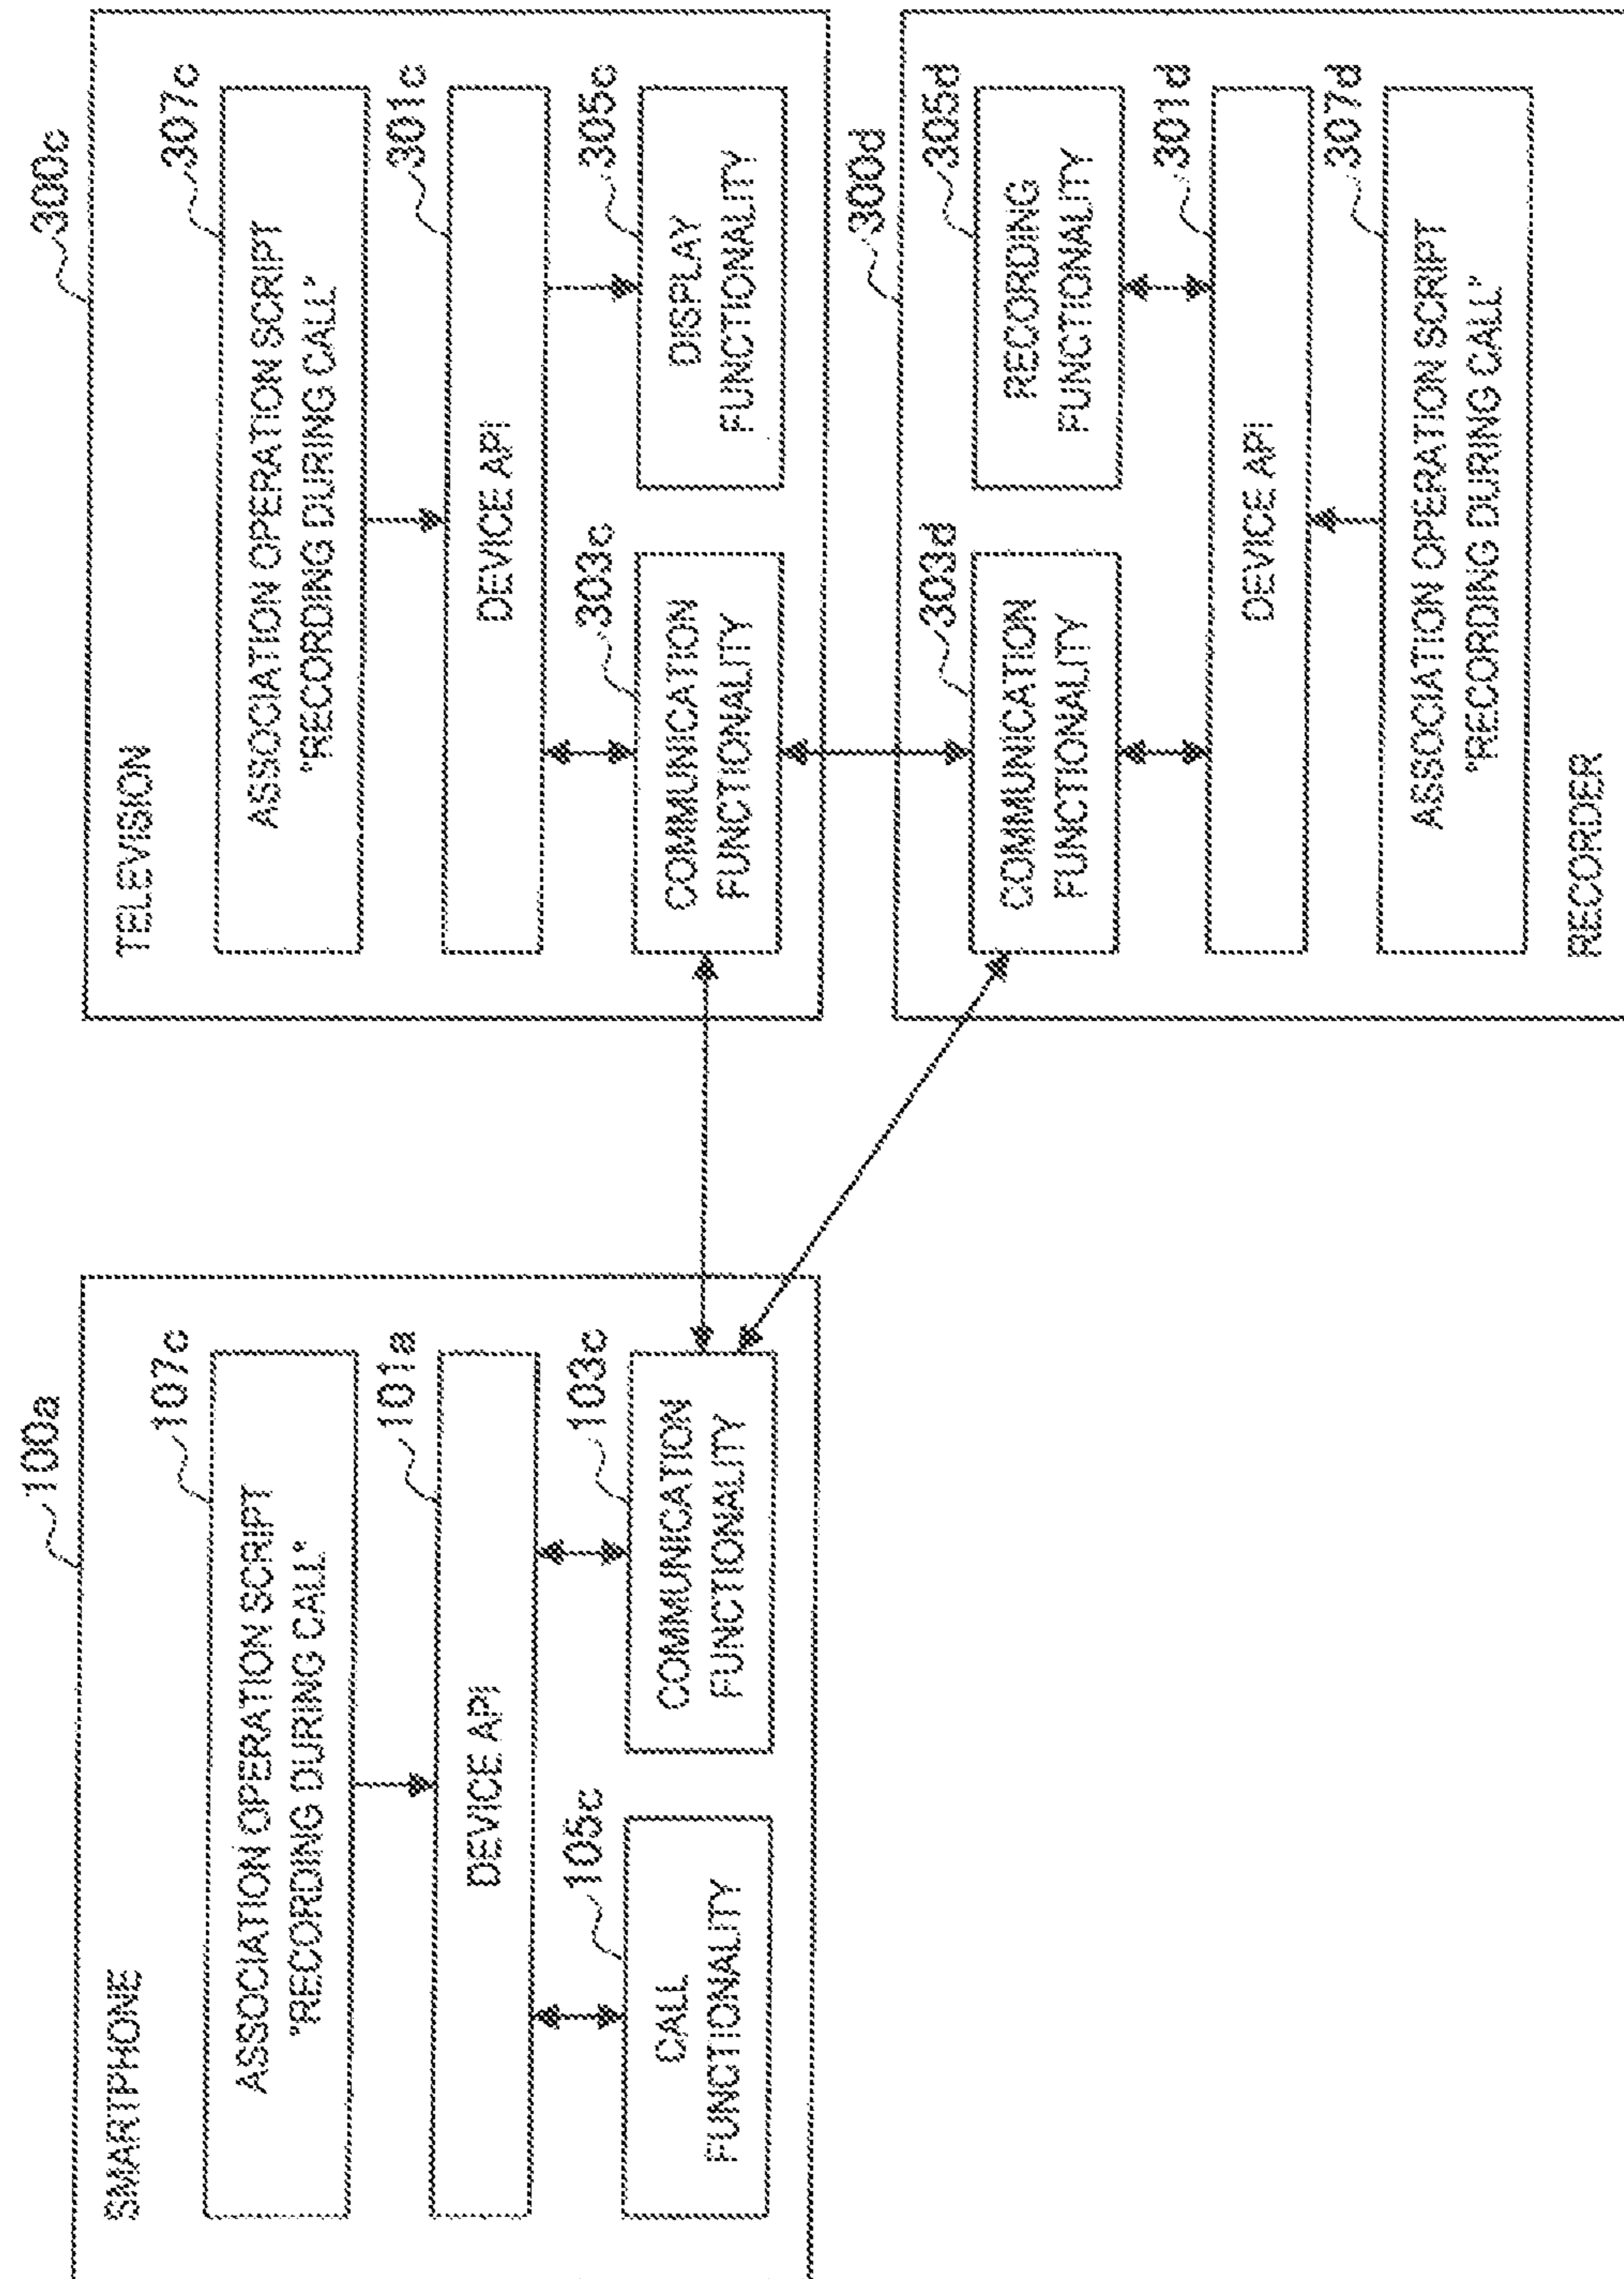 100a
SMARTPHONE
107c
ASSOCIATION OPERATION SCRIPT
"RECORDING DURING CALL"
101a
DEVICE API
105c
CALL
FUNCTIONALITY
103c
COMMUNICATION
FUNCTIONALITY
300c
TELEVISION
307c
ASSOCIATION OPERATION SCRIPT
"RECORDING DURING CALL"
301c
DEVICE API
303c
COMMUNICATION
FUNCTIONALITY
305c
DISPLAY
FUNCTIONALITY
300d
303d
COMMUNICATION
FUNCTIONALITY
305d
RECORDING
FUNCTIONALITY
301d
DEVICE API
307d
ASSOCIATION OPERATION SCRIPT
"RECORDING DURING CALL"
RECORDER